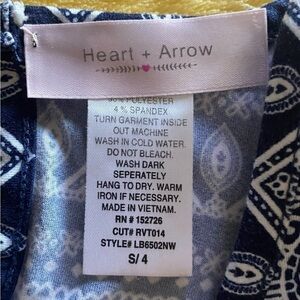 Heart + Arrow
POLYESTER
4% SPANDEX
TURN GARMENT INSIDE
OUT MACHINE
WASH IN COLD WATER.
DO NOT BLEACH.
WASH DARK
SEPERATELY
HANG TO DRY. WARM
IRON IF NECESSARY.
MADE IN VIETNAM.
RN # 152726
CUT# RVT014
STYLE# LB6502NW
S/ 4